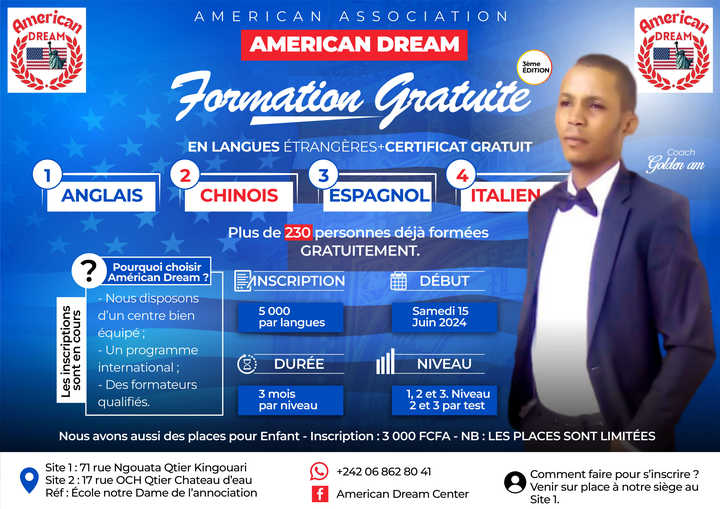 American
DREAM
AMERICAN ASSOCIATION
AMERICAN DREAM
American
DREAM
3ème
ÉDITION
Formation Gratuite
EN LANGUES ÉTRANGÈRES+CERTIFICAT GRATUIT
Coach
Golden am
1 ANGLAIS
2 CHINOIS
3 ESPAGNOL
4 ITALIEN
Plus de 230 personnes déjà formées
GRATUITEMENT.
? Pourquoi choisir
Américan Dream ?
- Nous disposons
d'un centre bien
équipé ;
- Un programme
international ;
- Des formateurs
qualifiés.
Les inscriptions
sont en cours
INSCRIPTION
5 000
par langues
DÉBUT
Samedi 15
Juin 2024
DURÉE
3 mois
par niveau
NIVEAU
1, 2 et 3. Niveau
2 et 3 par test
Nous avons aussi des places pour Enfant - Inscription : 3 000 FCFA - NB : LES PLACES SONT LIMITÉES
Site 1 : 71 rue Ngouata Qtier Kingouari
Site 2 : 17 rue OCH Qtier Chateau d'eau
Réf : École notre Dame de l'annociation
+242 06 862 80 41
American Dream Center
Comment faire pour s'inscrire ?
Venir sur place à notre siège au
Site 1.